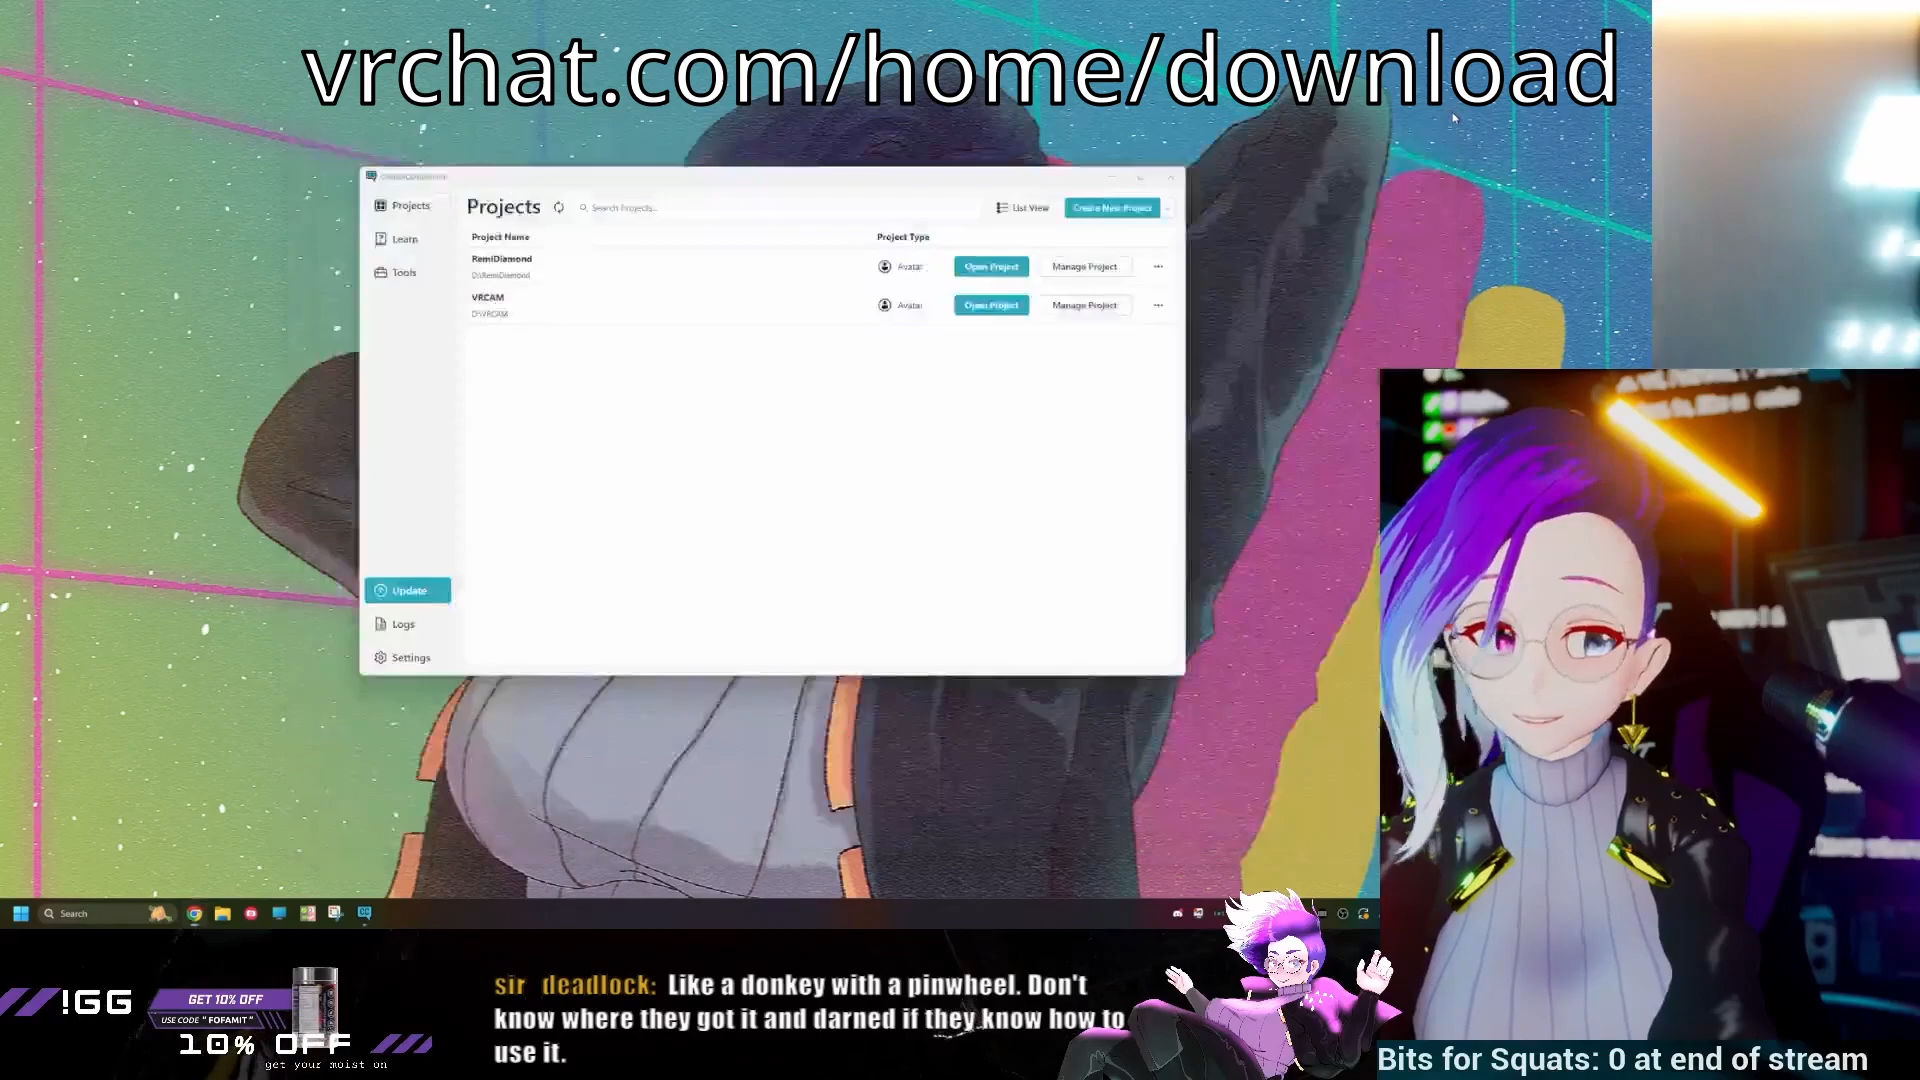 vrchat.com/home/download
Projects
Learn
Tools
Update
Logs
Settings
Projects
Search Projects...
List View
Create New Project
Project Name
Project Type
RemiDiamond
D:\RemiDiamond
Avatar
Open Project
Manage Project
VRCAM
D:\VRCAM
Avatar
Open Project
Manage Project
Search
!GG
GET 10% OFF
USE CODE "FOFAMIT"
10% OFF
get your moist on
sir_deadlock: Like a donkey with a pinwheel. Don't
know where they got it and darned if they know how to
use it.
Bits for Squats: 0 at end of stream